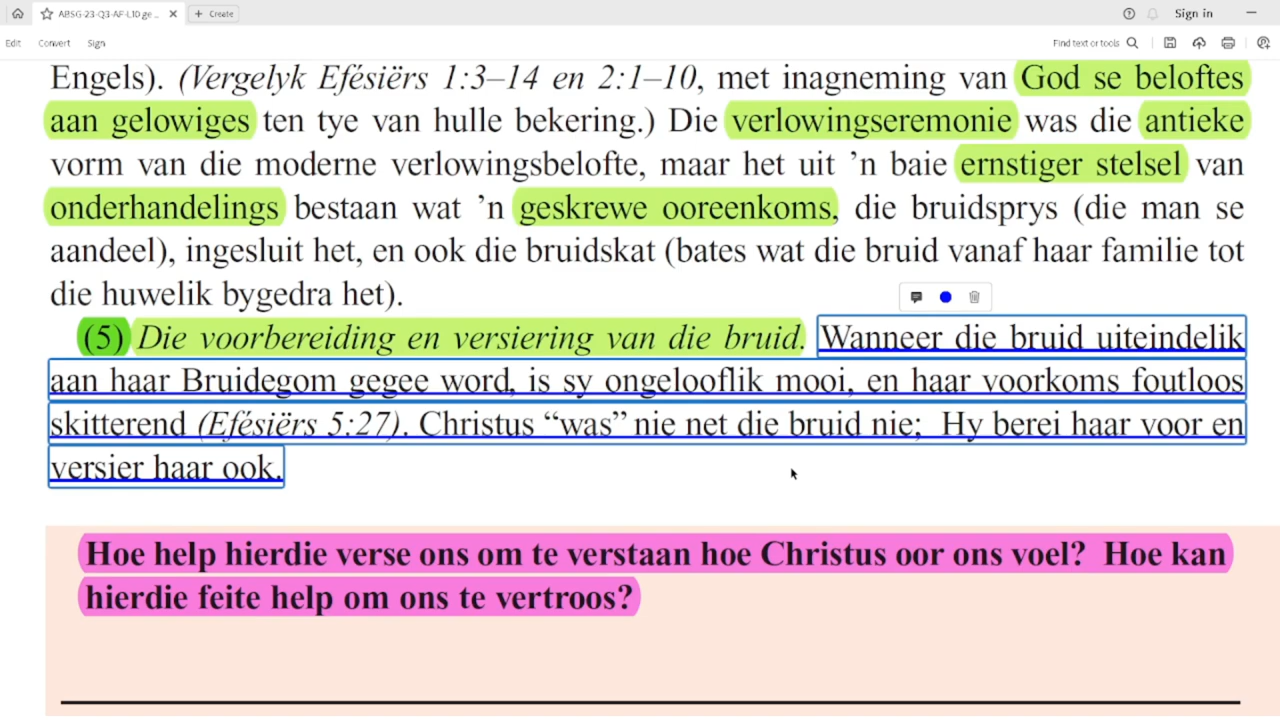 ABSG-23-Q3-AF-L10 ge ...
Create
Sign in
Edit Convert Sign
Find text or tools
Engels). (Vergelyk Efésiërs 1:3–14 en 2:1–10, met inagneming van God se beloftes
aan gelowiges ten tye van hulle bekering.) Die verlowingseremonie was die antieke
vorm van die moderne verlowingsbelofte, maar het uit ’n baie ernstiger stelsel van
onderhandelings bestaan wat ’n geskrewe ooreenkoms, die bruidsprys (die man se
aandeel), ingesluit het, en ook die bruidskat (bates wat die bruid vanaf haar familie tot
die huwelik bygedra het).
(5) Die voorbereiding en versiering van die bruid. Wanneer die bruid uiteindelik
aan haar Bruidegom gegee word, is sy ongelooflik mooi, en haar voorkoms foutloos
skitterend (Efésiërs 5:27). Christus “was” nie net die bruid nie; Hy berei haar voor en
versier haar ook.
Hoe help hierdie verse ons om te verstaan hoe Christus oor ons voel? Hoe kan
hierdie feite help om ons te vertroos?